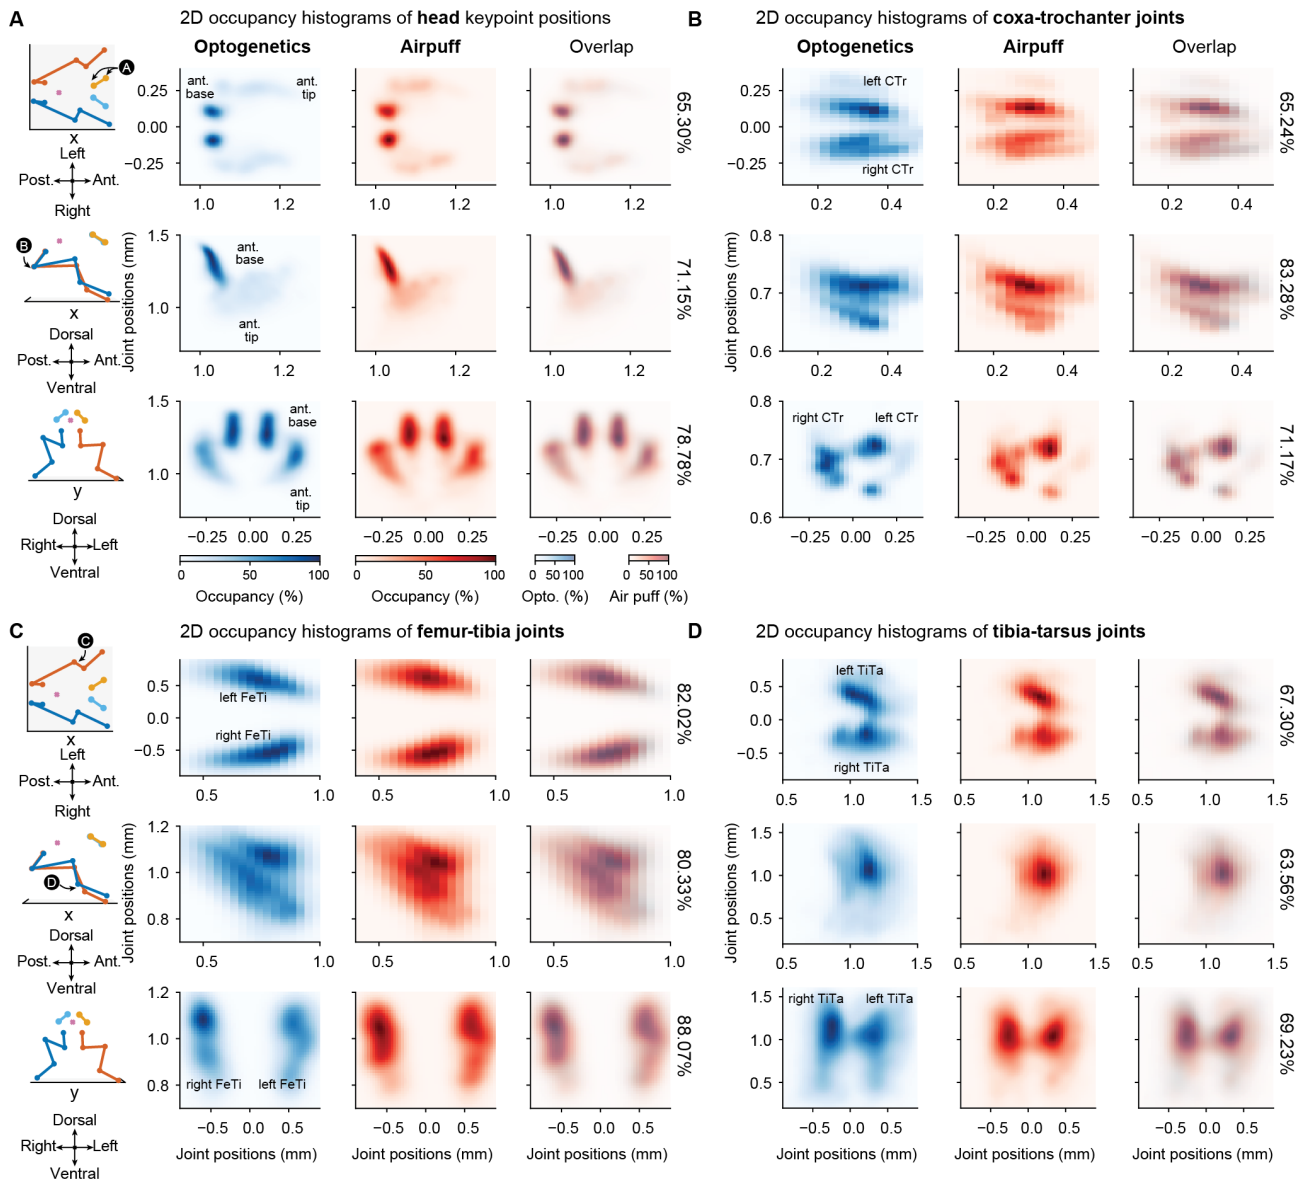 A
2D occupancy histograms of head keypoint positions
Optogenetics
Airpuff
Overlap
A
ant. base
ant. tip
0.25
0.00
−0.25
1.0 1.2
1.0 1.2
1.0 1.2
65.30%
x
Left
Post. Ant.
Right
B
1.5
1.0
ant. base
ant. tip
1.0 1.2
1.0 1.2
1.0 1.2
71.15%
Joint positions (mm)
x
Dorsal
Post. Ant.
Ventral
1.5
1.0
ant. base
ant. tip
−0.25 0.00 0.25
−0.25 0.00 0.25
−0.25 0.00 0.25
78.78%
y
Dorsal
Right Left
Ventral
0 50 100
Occupancy (%)
0 50 100
Occupancy (%)
0 50 100
Opto. (%)
0 50 100
Air puff (%)
B
2D occupancy histograms of coxa-trochanter joints
Optogenetics
Airpuff
Overlap
left CTr
right CTr
0.25
0.00
−0.25
0.2 0.4
0.2 0.4
0.2 0.4
65.24%
0.8
0.7
0.6
Joint positions (mm)
0.2 0.4
0.2 0.4
0.2 0.4
83.28%
0.8
0.7
0.6
right CTr
left CTr
−0.25 0.00 0.25
−0.25 0.00 0.25
−0.25 0.00 0.25
71.17%
C
2D occupancy histograms of femur-tibia joints
C
left FeTi
right FeTi
0.5
0.0
−0.5
0.5 1.0
0.5 1.0
0.5 1.0
82.02%
x
Left
Post. Ant.
Right
D
1.2
1.0
0.8
Joint positions (mm)
0.5 1.0
0.5 1.0
0.5 1.0
80.33%
x
Dorsal
Post. Ant.
Ventral
1.2
1.0
0.8
right FeTi
left FeTi
−0.5 0.0 0.5
−0.5 0.0 0.5
−0.5 0.0 0.5
88.07%
y
Dorsal
Right Left
Ventral
Joint positions (mm)
Joint positions (mm)
Joint positions (mm)
D
2D occupancy histograms of tibia-tarsus joints
left TiTa
right TiTa
0.5
0.0
−0.5
0.5 1.0 1.5
0.5 1.0 1.5
0.5 1.0 1.5
67.30%
1.5
1.0
0.5
Joint positions (mm)
0.5 1.0 1.5
0.5 1.0 1.5
0.5 1.0 1.5
63.56%
1.5
1.0
0.5
right TiTa
left TiTa
−0.5 0.0 0.5
−0.5 0.0 0.5
−0.5 0.0 0.5
69.23%
Joint positions (mm)
Joint positions (mm)
Joint positions (mm)